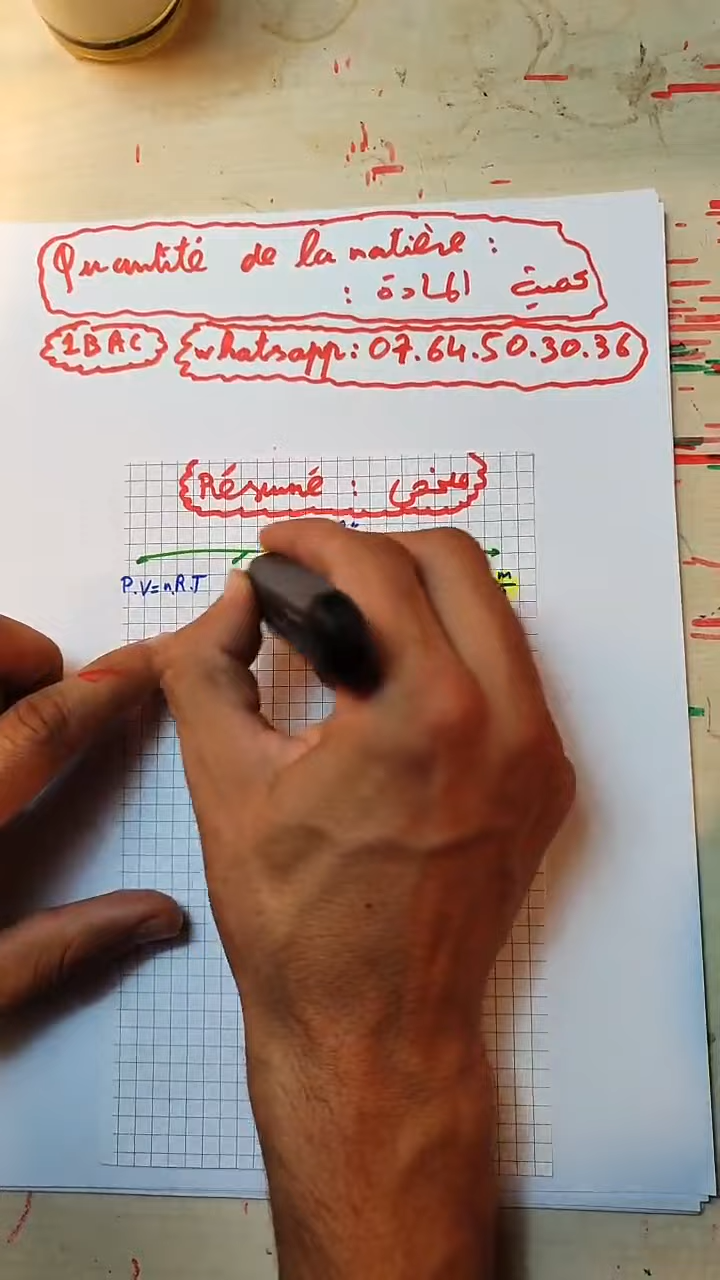 Quantité de la matière :
كمية المادة :
1BAC whatsapp: 07.64.50.30.36
Résumé : ملخص
P.V=n.R.T
m